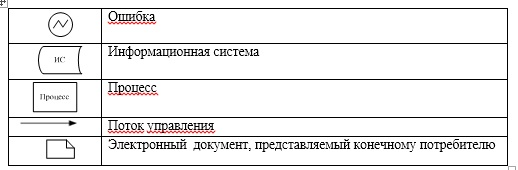 Ошибка
ИС
Информационная система
Процесс
Процесс
Поток управления
Электронный документ, представляемый конечному потребителю